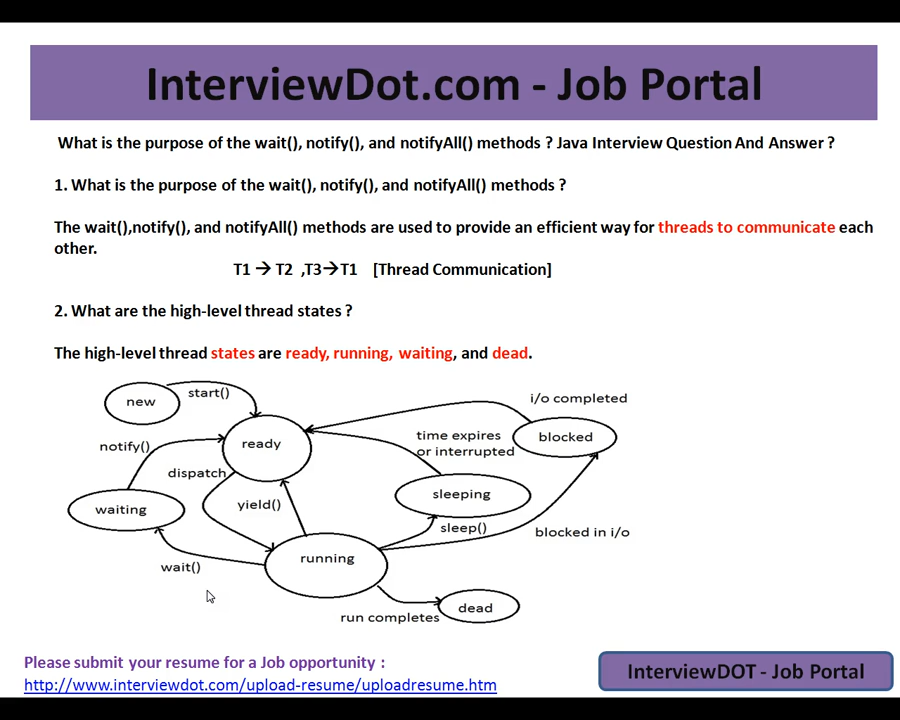 InterviewDot.com - Job Portal
What is the purpose of the wait(), notify(), and notifyAll() methods ? Java Interview Question And Answer ?
1. What is the purpose of the wait(), notify(), and notifyAll() methods ?
The wait(),notify(), and notifyAll() methods are used to provide an efficient way for threads to communicate each
other.
T1 → T2 ,T3→T1 [Thread Communication]
2. What are the high-level thread states ?
The high-level thread states are ready, running, waiting, and dead.
new
start()
i/o completed
notify()
ready
time expires
or interrupted
blocked
dispatch
waiting
yield()
sleeping
sleep()
blocked in i/o
wait()
running
run completes
dead
Please submit your resume for a Job opportunity :
http://www.interviewdot.com/upload-resume/uploadresume.htm
InterviewDOT - Job Portal